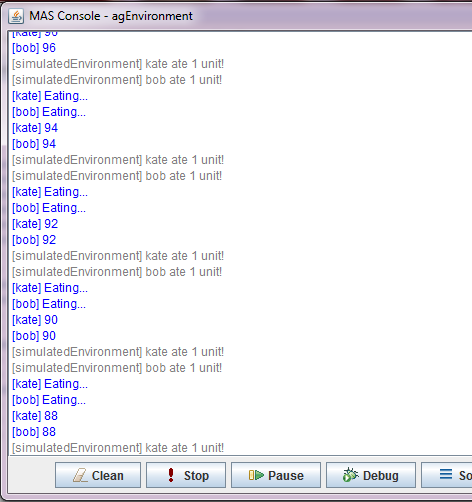 MAS Console - agEnvironment
[kate] 96
[bob] 96
[simulatedEnvironment] kate ate 1 unit!
[simulatedEnvironment] bob ate 1 unit!
[kate] Eating...
[bob] Eating...
[kate] 94
[bob] 94
[simulatedEnvironment] kate ate 1 unit!
[simulatedEnvironment] bob ate 1 unit!
[kate] Eating...
[bob] Eating...
[kate] 92
[bob] 92
[simulatedEnvironment] kate ate 1 unit!
[simulatedEnvironment] bob ate 1 unit!
[kate] Eating...
[bob] Eating...
[kate] 90
[bob] 90
[simulatedEnvironment] kate ate 1 unit!
[simulatedEnvironment] bob ate 1 unit!
[kate] Eating...
[bob] Eating...
[kate] 88
[bob] 88
[simulatedEnvironment] kate ate 1 unit!
Clean Stop Pause Debug So